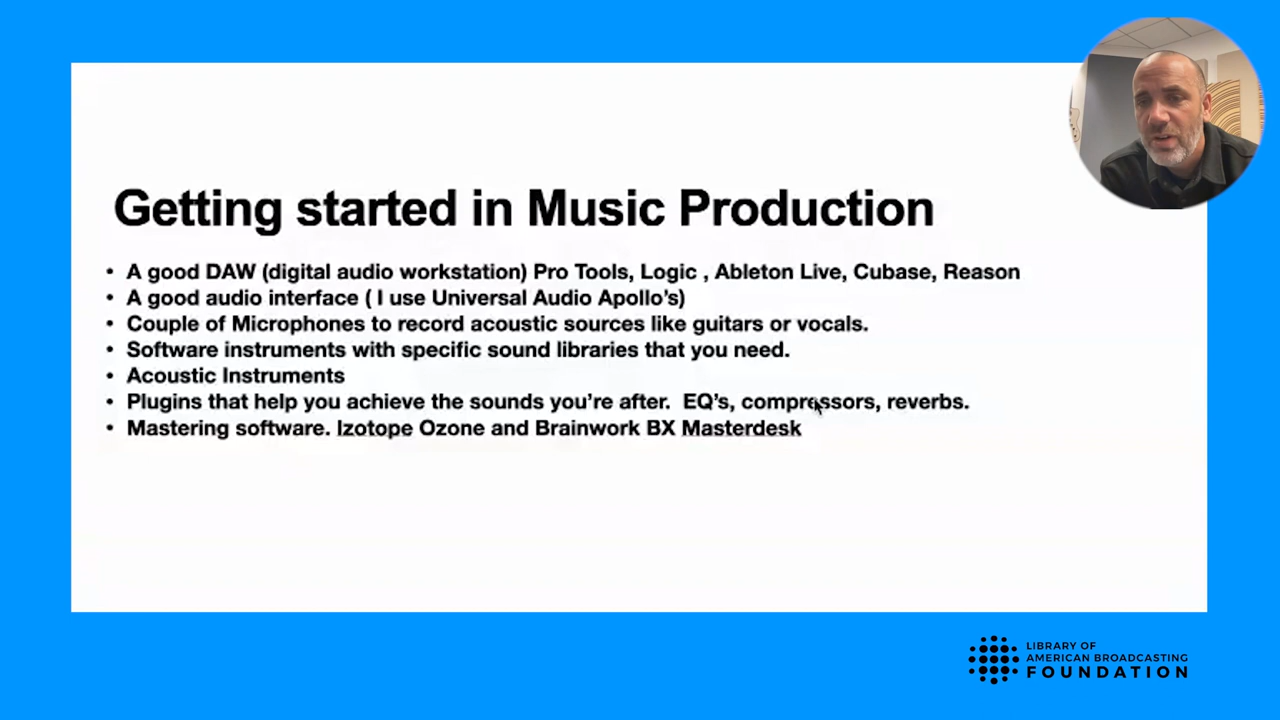 Getting started in Music Production
• A good DAW (digital audio workstation) Pro Tools, Logic , Ableton Live, Cubase, Reason
• A good audio interface ( I use Universal Audio Apollo's)
• Couple of Microphones to record acoustic sources like guitars or vocals.
• Software instruments with specific sound libraries that you need.
• Acoustic Instruments
• Plugins that help you achieve the sounds you're after.  EQ's, compressors, reverbs.
• Mastering software. Izotope Ozone and Brainwork BX Masterdesk
LIBRARY OF
AMERICAN BROADCASTING
FOUNDATION